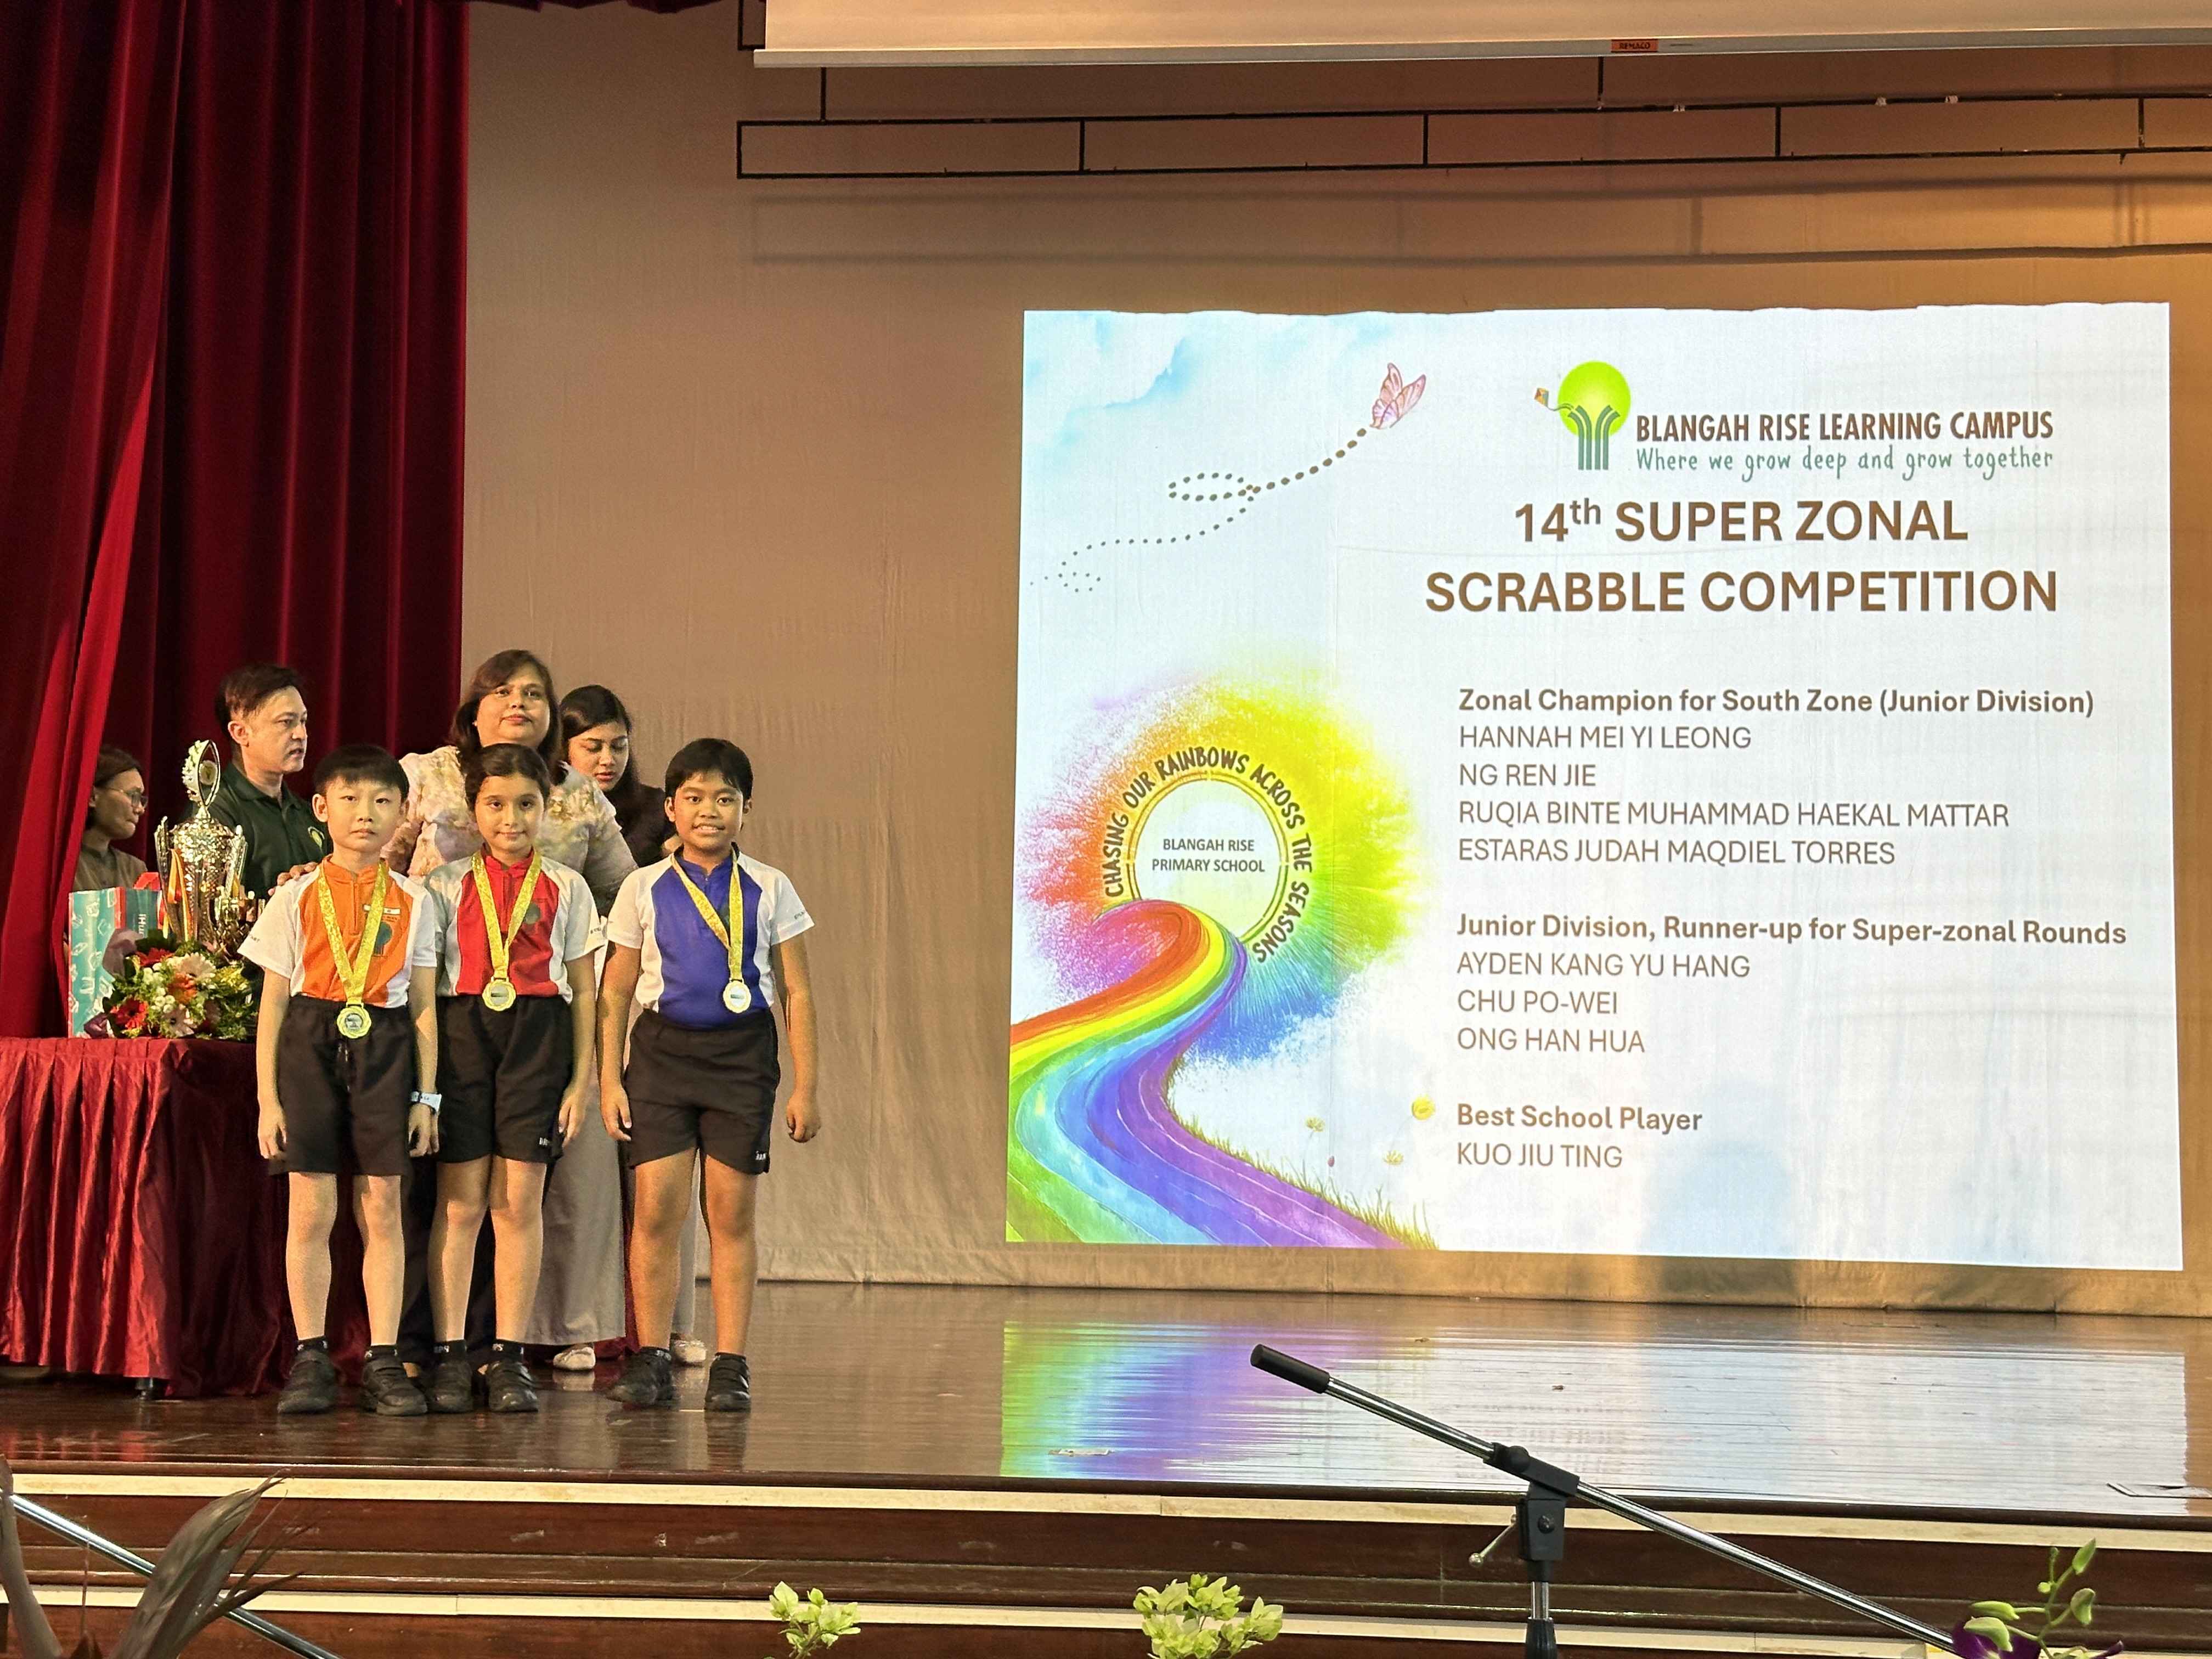 REMACO
BLANGAH RISE LEARNING CAMPUS
Where we grow deep and grow together
14th SUPER ZONAL
SCRABBLE COMPETITION
CHASING OUR RAINBOWS ACROSS THE SEASONS
BLANGAH RISE
PRIMARY SCHOOL
Zonal Champion for South Zone (Junior Division)
HANNAH MEI YI LEONG
NG REN JIE
RUQIA BINTE MUHAMMAD HAEKAL MATTAR
ESTARAS JUDAH MAQDIEL TORRES
Junior Division, Runner-up for Super-zonal Rounds
AYDEN KANG YU HANG
CHU PO-WEI
ONG HAN HUA
Best School Player
KUO JIU TING